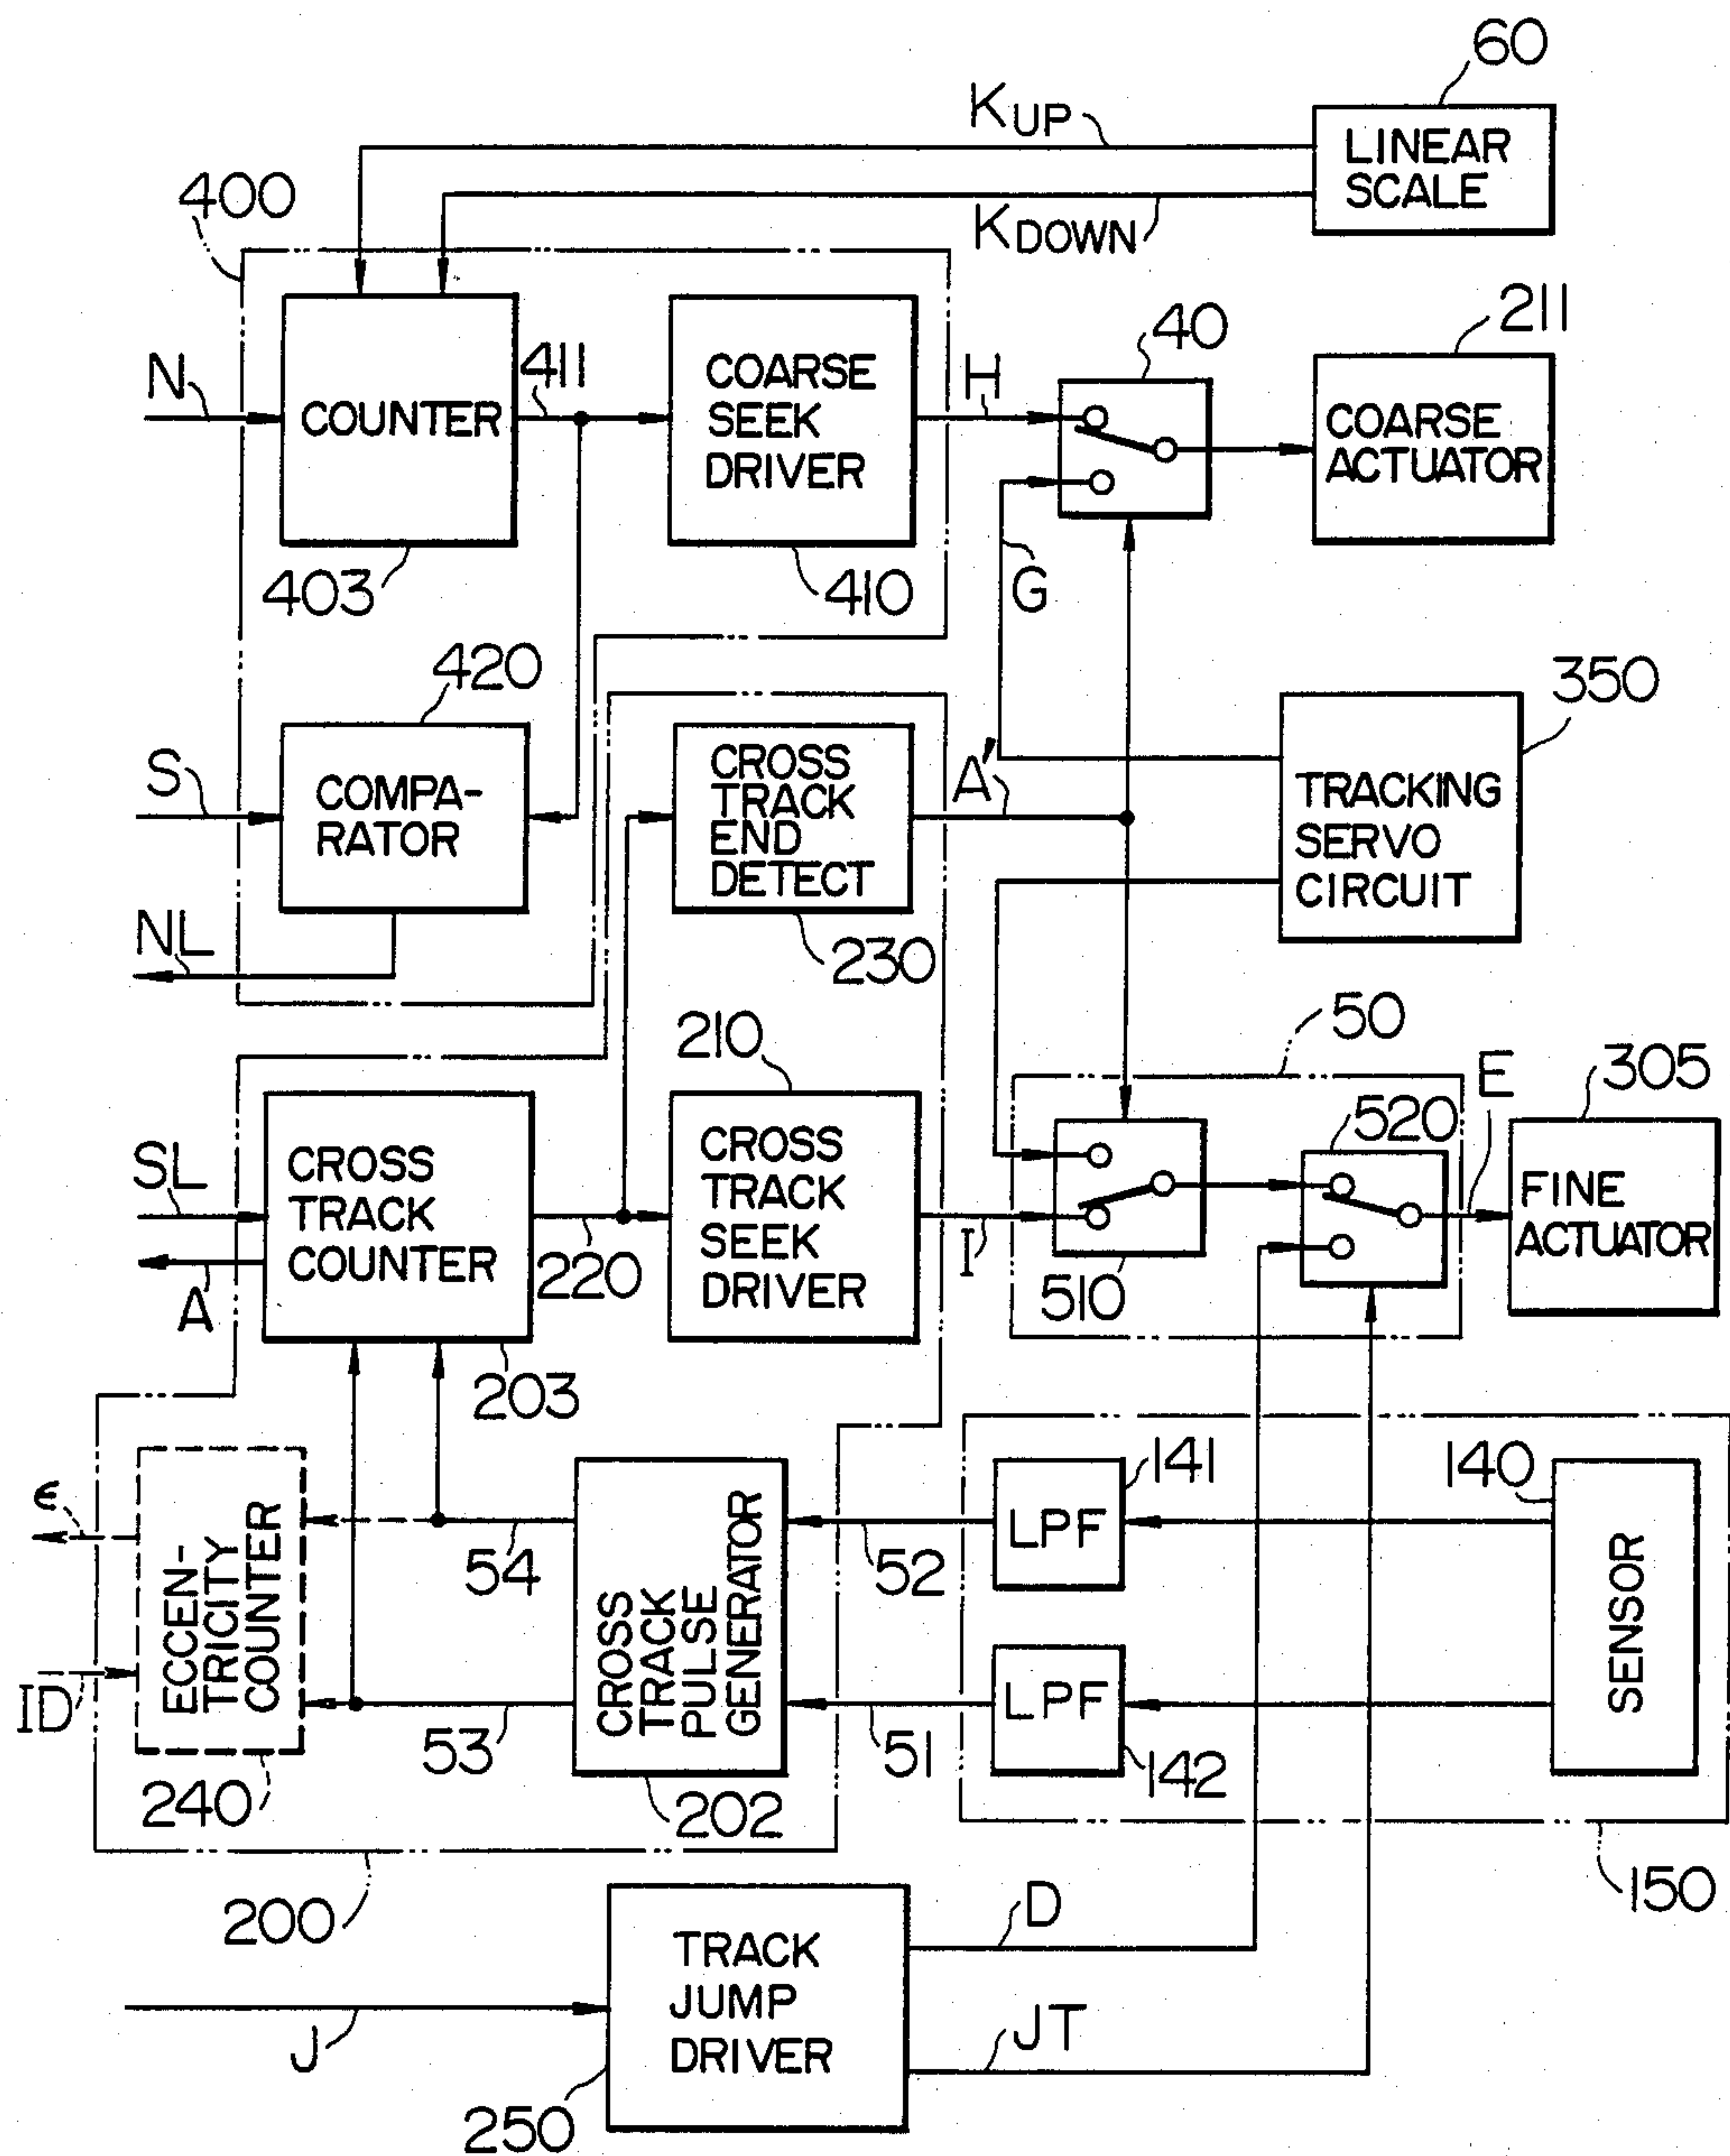 60
KUP
LINEAR
SCALE
400
KDOWN
211
40
N
COUNTER
411
COARSE
SEEK
DRIVER
H
COARSE
ACTUATOR
403
410
G
420
350
S
COMPA-
RATOR
CROSS
TRACK
END
DETECT
A'
TRACKING
SERVO
CIRCUIT
NL
230
210
50
E
305
520
SL
CROSS
TRACK
COUNTER
CROSS
TRACK
SEEK
DRIVER
FINE
ACTUATOR
A
220
I
510
203
141
140
ϵ
ECCEN-
TRICITY
COUNTER
54
CROSS
TRACK
PULSE
GENERATOR
52
LPF
SENSOR
ID
53
51
LPF
240
202
142
200
150
D
TRACK
JUMP
DRIVER
J
JT
250